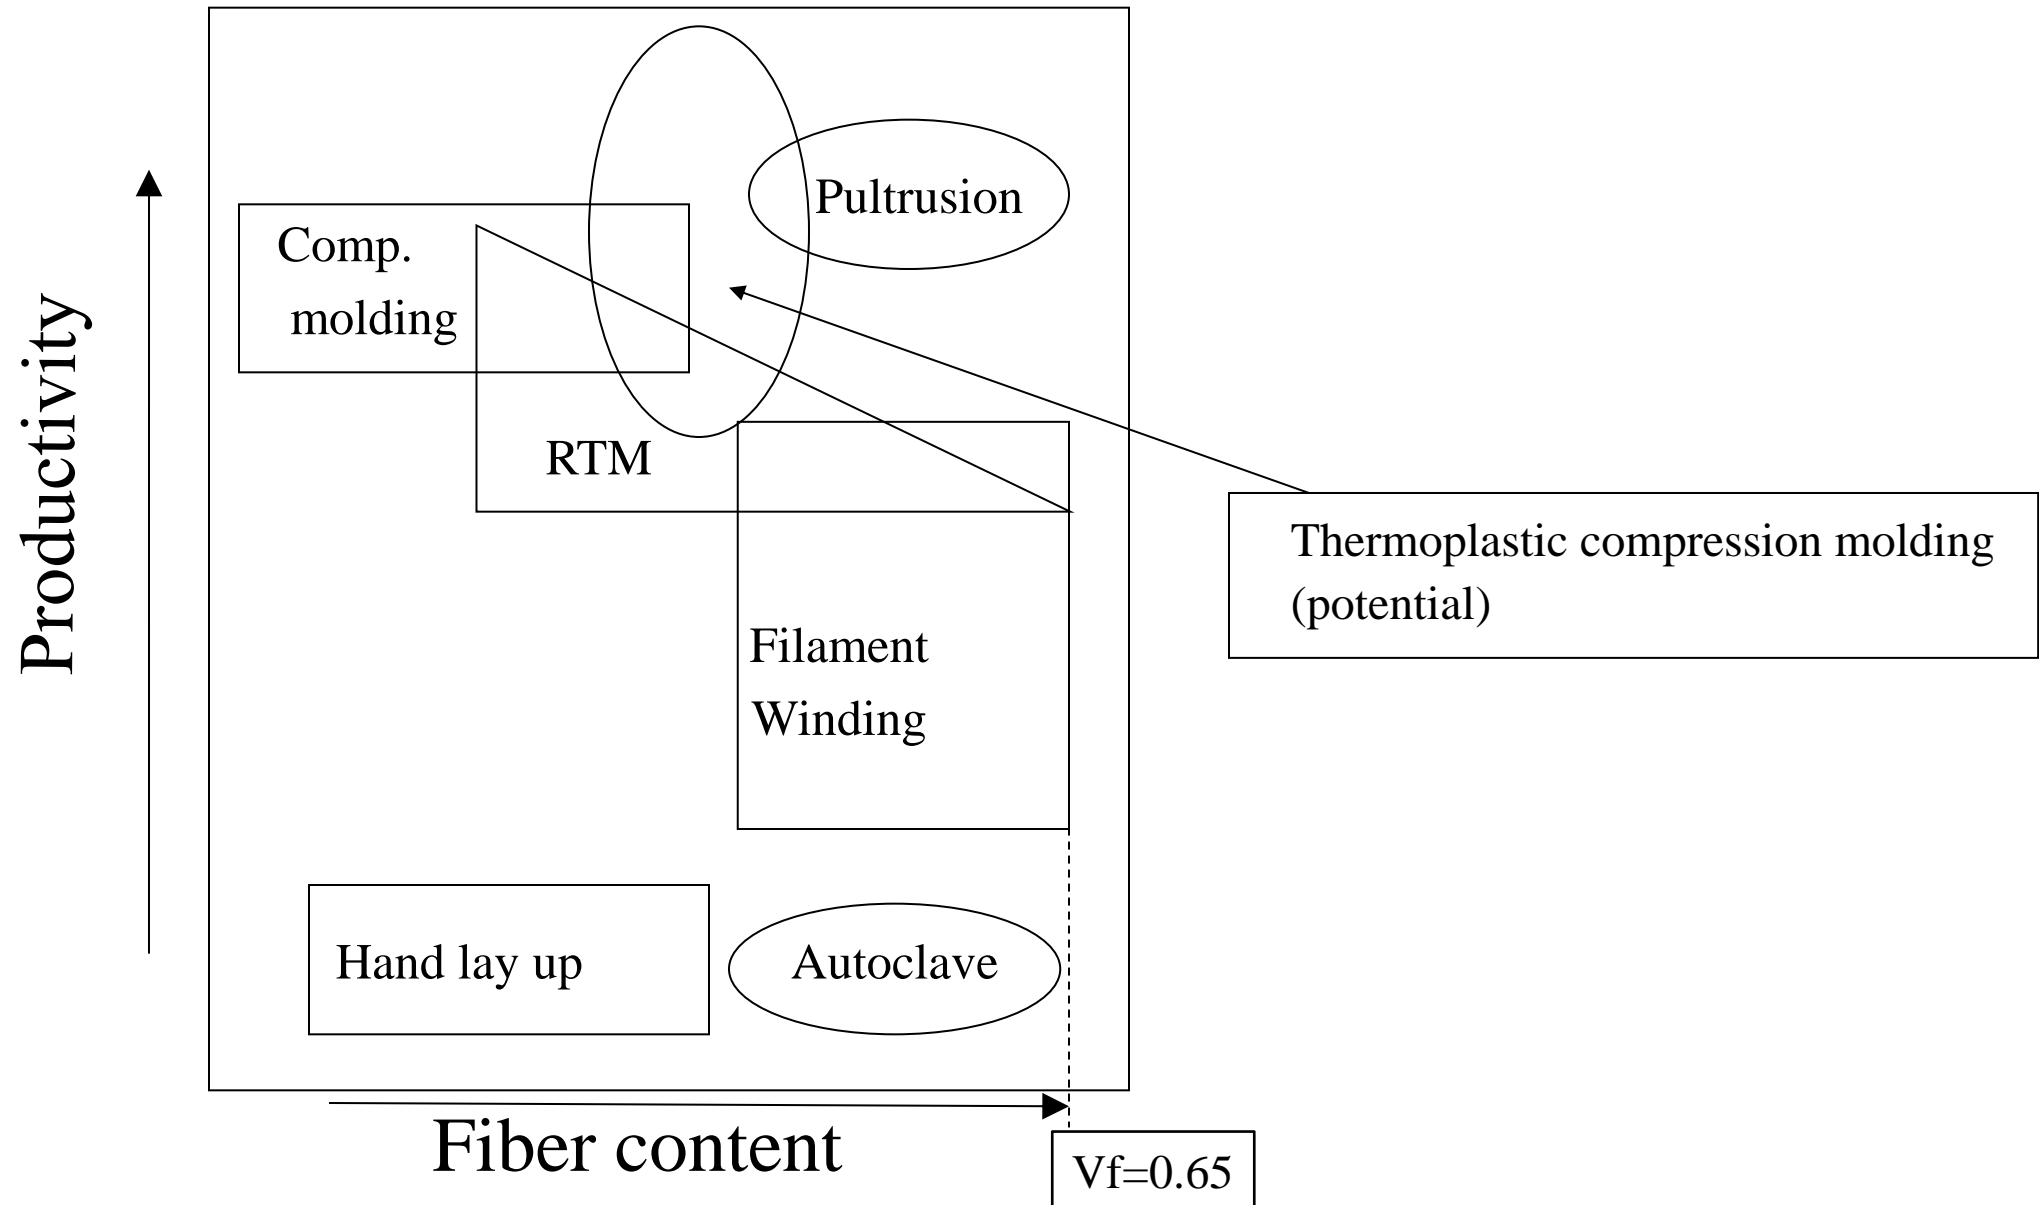 Pultrusion
Comp.
molding
Productivity
RTM
Thermoplastic compression molding
(potential)
Filament
Winding
Hand lay up
Autoclave
Fiber content
Vf=0.65